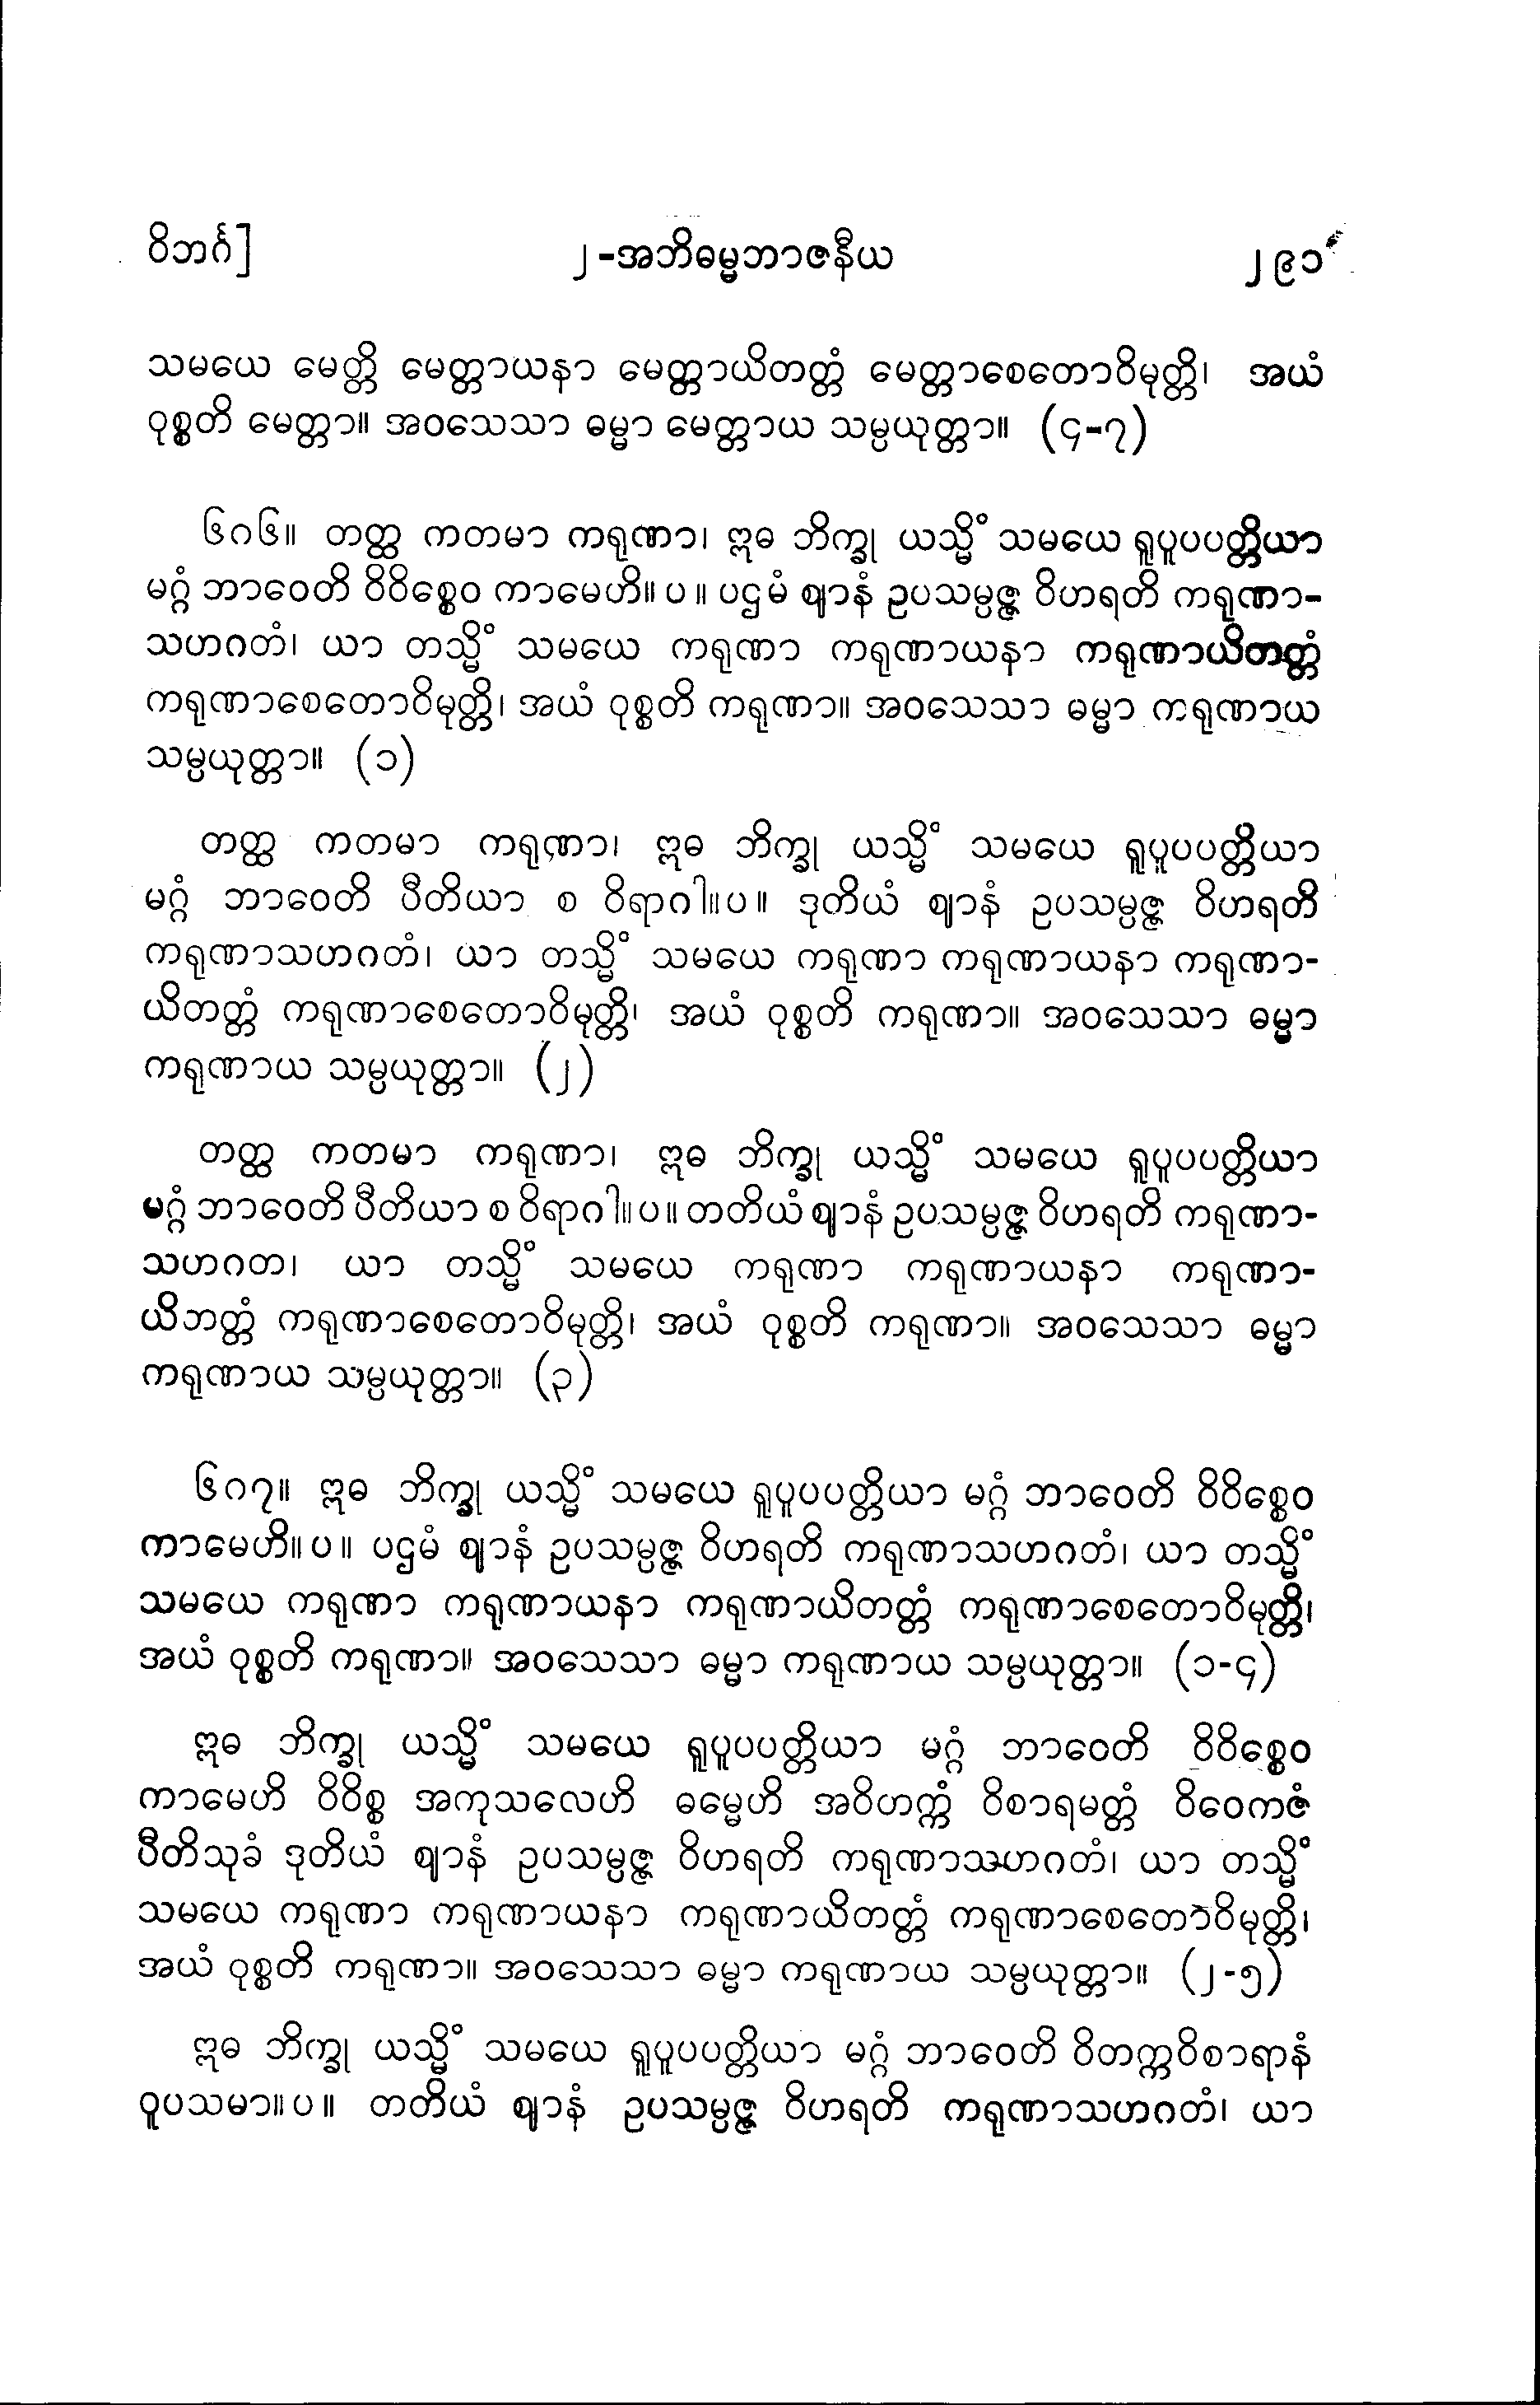 ဝိဘင်္ဂ]
၂-အဘိဓမ္မဘာဇနီယ
၂၉၁
သမယေ မေတ္တိ မေတ္တာယနာ မေတ္တာယိတတ္တံ မေတ္တာစေတောဝိမုတ္တိ၊ အယံ
ဝုစ္စတိ မေတ္တာ။ အဝသေသာ ဓမ္မာ မေတ္တာယ သမ္ပယုတ္တာ။ (၄-၇)
၆၈၆။ တတ္ထ ကတမာ ကရုဏာ၊ ဣဓ ဘိက္ခု ယသ္မိံ သမယေ ရူပူပပတ္တိယာ
မဂ္ဂံ ဘာဝေတိ ဝိဝိစ္စေဝ ကာမေဟိ။ ပ ။ ပဌမံ ဈာနံ ဥပသမ္ပဇ္ဇ ဝိဟရတိ ကရုဏာ-
သဟဂတံ၊ ယာ တသ္မိံ သမယေ ကရုဏာ ကရုဏာယနာ ကရုဏာယိတတ္တံ
ကရုဏာစေတောဝိမုတ္တိ၊ အယံ ဝုစ္စတိ ကရုဏာ။ အဝသေသာ ဓမ္မာ ကရုဏာယ
သမ္ပယုတ္တာ။ (၁)
တတ္ထ ကတမာ ကရုဏာ၊ ဣဓ ဘိက္ခု ယသ္မိံ သမယေ ရူပူပပတ္တိယာ
မဂ္ဂံ ဘာဝေတိ ပီတိယာ စ ဝိရာဂါ။ ပ ။ ဒုတိယံ ဈာနံ ဥပသမ္ပဇ္ဇ ဝိဟရတိ
ကရုဏာသဟဂတံ၊ ယာ တသ္မိံ သမယေ ကရုဏာ ကရုဏာယနာ ကရုဏာ-
ယိတတ္တံ ကရုဏာစေတောဝိမုတ္တိ၊ အယံ ဝုစ္စတိ ကရုဏာ။ အဝသေသာ ဓမ္မာ
ကရုဏာယ သမ္ပယုတ္တာ။ (၂)
တတ္ထ ကတမာ ကရုဏာ၊ ဣဓ ဘိက္ခု ယသ္မိံ သမယေ ရူပူပပတ္တိယာ
မဂ္ဂံ ဘာဝေတိ ပီတိယာ စ ဝိရာဂါ။ ပ ။ တတိယံ ဈာနံ ဥပသမ္ပဇ္ဇ ဝိဟရတိ ကရုဏာ-
သဟဂတ၊ ယာ တသ္မိံ သမယေ ကရုဏာ ကရုဏာယနာ ကရုဏာ-
ယိဘတ္တံ ကရုဏာစေတောဝိမုတ္တိ၊ အယံ ဝုစ္စတိ ကရုဏာ။ အဝသေသာ ဓမ္မာ
ကရုဏာယ သမ္ပယုတ္တာ။ (၃)
၆၈၇။ ဣဓ ဘိက္ခု ယသ္မိံ သမယေ ရူပူပပတ္တိယာ မဂ္ဂံ ဘာဝေတိ ဝိဝိစ္စေဝ
ကာမေဟိ။ ပ ။ ပဌမံ ဈာနံ ဥပသမ္ပဇ္ဇ ဝိဟရတိ ကရုဏာသဟဂတံ၊ ယာ တသ္မိံ
သမယေ ကရုဏာ ကရုဏာယနာ ကရုဏာယိတတ္တံ ကရုဏာစေတောဝိမုတ္တိ၊
အယံ ဝုစ္စတိ ကရုဏာ။ အဝသေသာ ဓမ္မာ ကရုဏာယ သမ္ပယုတ္တာ။ (၁-၄)
ဣဓ ဘိက္ခု ယသ္မိံ သမယေ ရူပူပပတ္တိယာ မဂ္ဂံ ဘာဝေတိ ဝိဝိစ္စေဝ
ကာမေဟိ ဝိဝိစ္စ အကုသလေဟိ ဓမ္မေဟိ အဝိဟက္ကံ ဝိစာရမတ္တံ ဝိဝေကဇံ
ပီတိသုခံ ဒုတိယံ ဈာနံ ဥပသမ္ပဇ္ဇ ဝိဟရတိ ကရုဏာသဟဂတံ၊ ယာ တသ္မိံ
သမယေ ကရုဏာ ကရုဏာယနာ ကရုဏာယိတတ္တံ ကရုဏာစေတောဝိမုတ္တိ၊
အယံ ဝုစ္စတိ ကရုဏာ။ အဝသေသာ ဓမ္မာ ကရုဏာယ သမ္ပယုတ္တာ။ (၂-၅)
ဣဓ ဘိက္ခု ယသ္မိံ သမယေ ရူပူပပတ္တိယာ မဂ္ဂံ ဘာဝေတိ ဝိတက္ကဝိစာရာနံ
ဝူပသမာ။ ပ ။ တတိယံ ဈာနံ ဥပသမ္ပဇ္ဇ ဝိဟရတိ ကရုဏာသဟဂတံ၊ ယာ